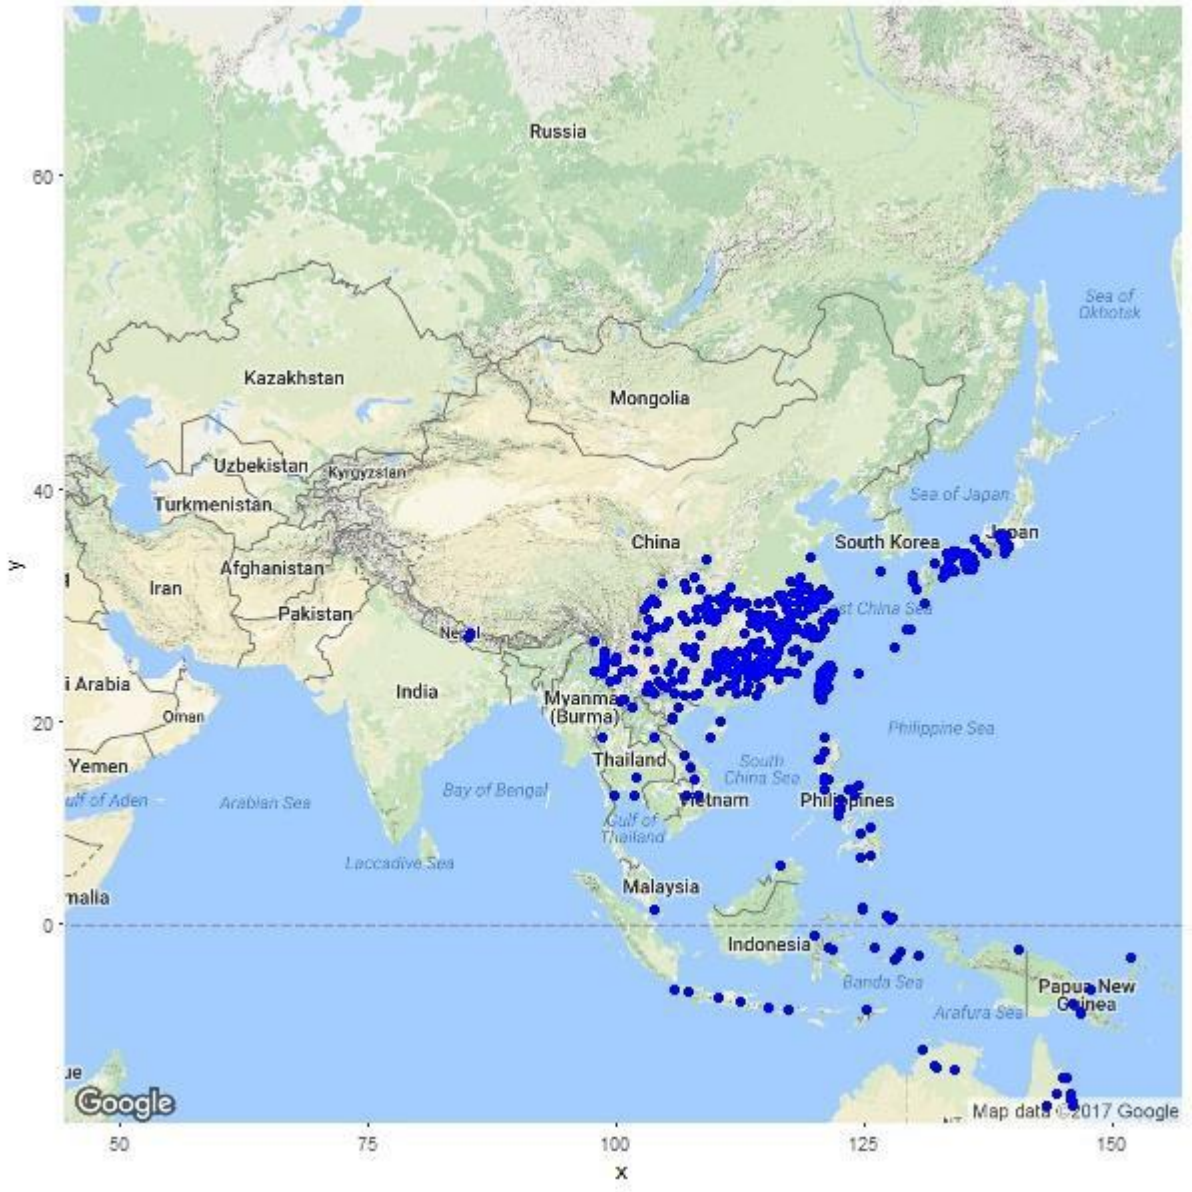 Russia
60
Sea of
Okhotsk
Kazakhstan
Mongolia
Uzbekistan
Kyrgyzstan
40
Turkmenistan
Sea of Japan
Japan
China
South Korea
y
Afghanistan
Iran
Pakistan
East China Sea
Nepal
i Arabia
India
Myanmar
(Burma)
Oman
20
Philippine Sea
Yemen
Thailand
South
China Sea
ulf of Aden
Arabian Sea
Bay of Bengal
Vietnam
Philippines
Gulf of
Thailand
Laccadive Sea
malia
Malaysia
0
Indonesia
Banda Sea
Papua New
Guinea
Arafura Sea
ue
Google
Map data ©2017 Google
50
75
100
125
150
x